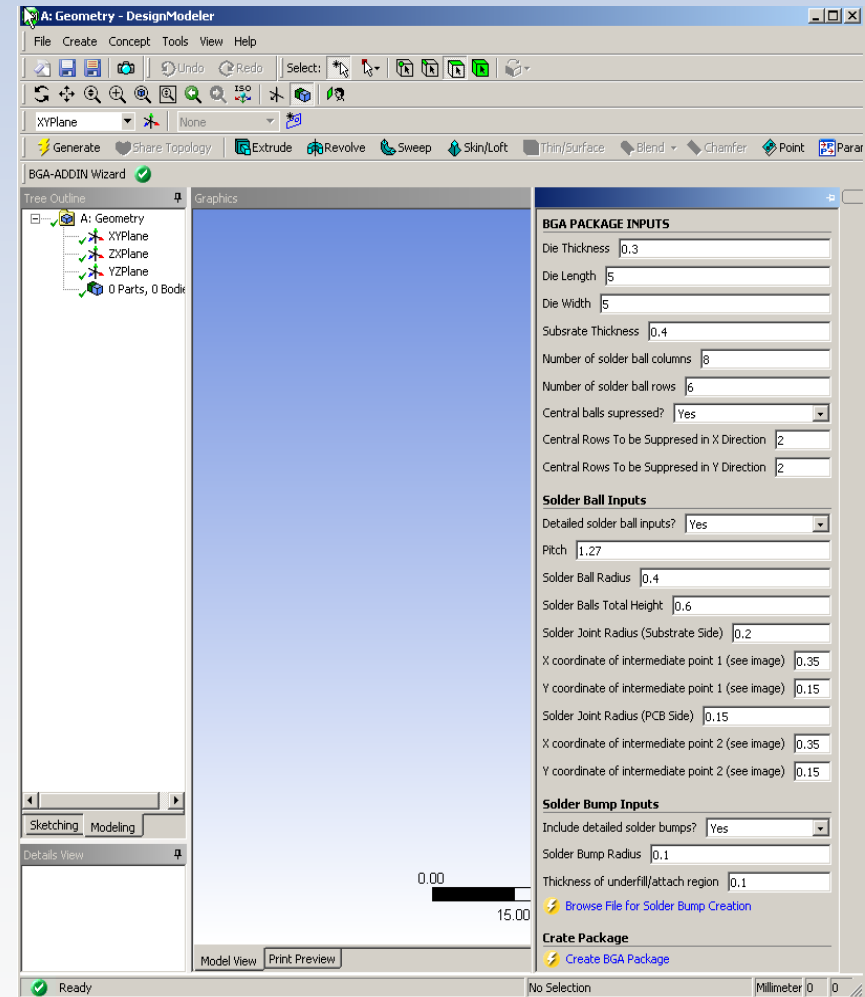 A: Geometry - DesignModeler
File Create Concept Tools View Help
Undo Redo Select:
ISO
XYPlane None
Generate Share Topology Extrude Revolve Sweep Skin/Loft Thin/Surface Blend Chamfer Point Parar
BGA-ADDIN Wizard
Tree Outline Graphics
A: Geometry
XYPlane
ZXPlane
YZPlane
0 Parts, 0 Bodie
BGA PACKAGE INPUTS
Die Thickness 0.3
Die Length 5
Die Width 5
Subsrate Thickness 0.4
Number of solder ball columns 8
Number of solder ball rows 6
Central balls supressed? Yes
Central Rows To be Suppresed in X Direction 2
Central Rows To be Suppresed in Y Direction 2
Solder Ball Inputs
Detailed solder ball inputs? Yes
Pitch 1.27
Solder Ball Radius 0.4
Solder Balls Total Height 0.6
Solder Joint Radius (Substrate Side) 0.2
X coordinate of intermediate point 1 (see image) 0.35
Y coordinate of intermediate point 1 (see image) 0.15
Solder Joint Radius (PCB Side) 0.15
X coordinate of intermediate point 2 (see image) 0.35
Y coordinate of intermediate point 2 (see image) 0.15
Solder Bump Inputs
Include detailed solder bumps? Yes
Solder Bump Radius 0.1
Thickness of underfill/attach region 0.1
Browse File for Solder Bump Creation
Crate Package
Create BGA Package
Sketching Modeling
Details View
0.00
15.00
Model View Print Preview
Ready No Selection Millimeter 0 0